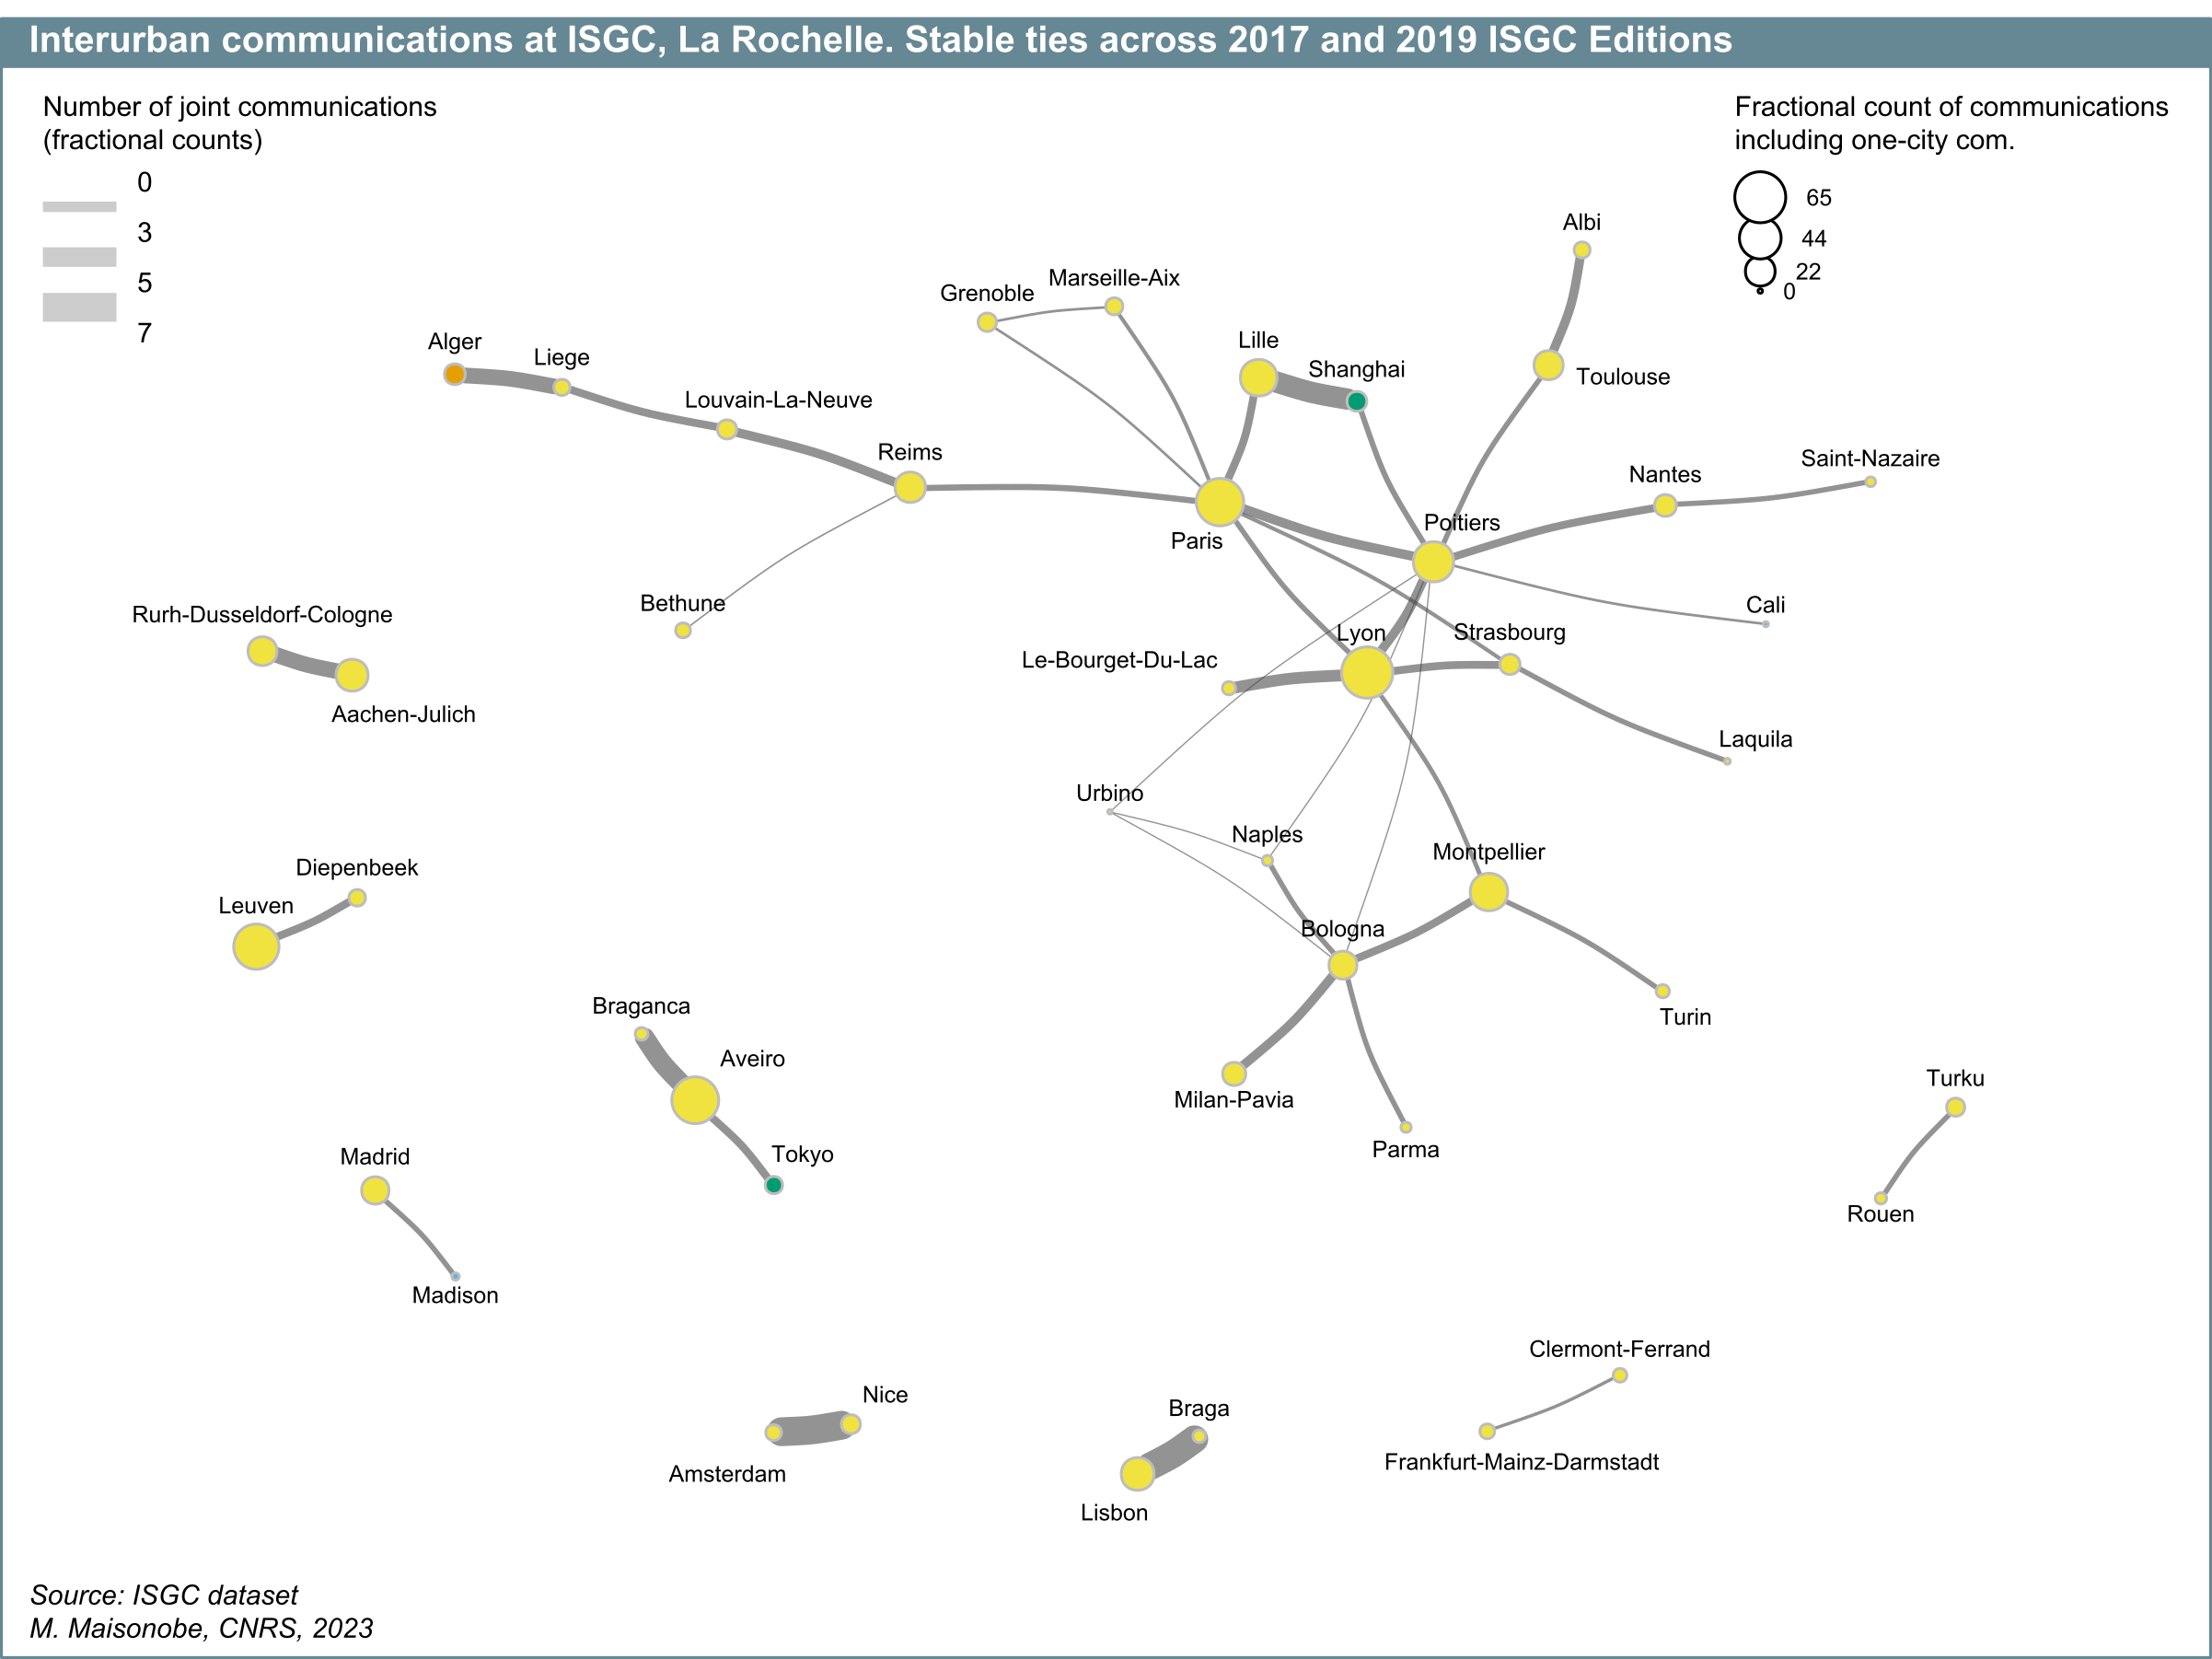 Interurban communications at ISGC, La Rochelle. Stable ties across 2017 and 2019 ISGC Editions
Number of joint communications
(fractional counts)
0
3
5
7
Fractional count of communications
including one-city com.
65
44
22
0
Albi
Marseille-Aix
Grenoble
Lille
Alger
Liege
Shanghai
Toulouse
Louvain-La-Neuve
Reims
Saint-Nazaire
Nantes
Poitiers
Paris
Bethune
Cali
Rurh-Dusseldorf-Cologne
Lyon
Strasbourg
Le-Bourget-Du-Lac
Aachen-Julich
Laquila
Urbino
Naples
Montpellier
Diepenbeek
Leuven
Bologna
Braganca
Turin
Aveiro
Turku
Milan-Pavia
Parma
Madrid
Tokyo
Rouen
Madison
Clermont-Ferrand
Nice
Braga
Amsterdam
Frankfurt-Mainz-Darmstadt
Lisbon
Source: ISGC dataset
M. Maisonobe, CNRS, 2023